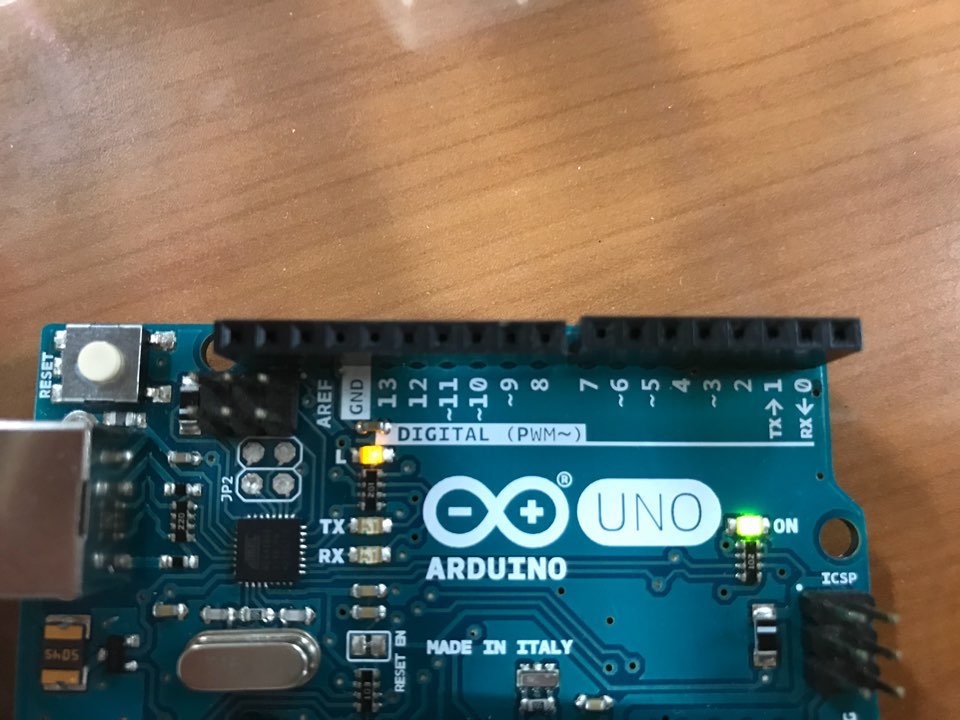 RESET
AREF
GND
13
12
~11
~10
~9
8
7
~6
~5
4
~3
2
TX→1
RX←0
DIGITAL (PWM~)
L
JP2
TX
RX
®
UNO
ON
ARDUINO
ICSP
MADE IN ITALY
RESET EN